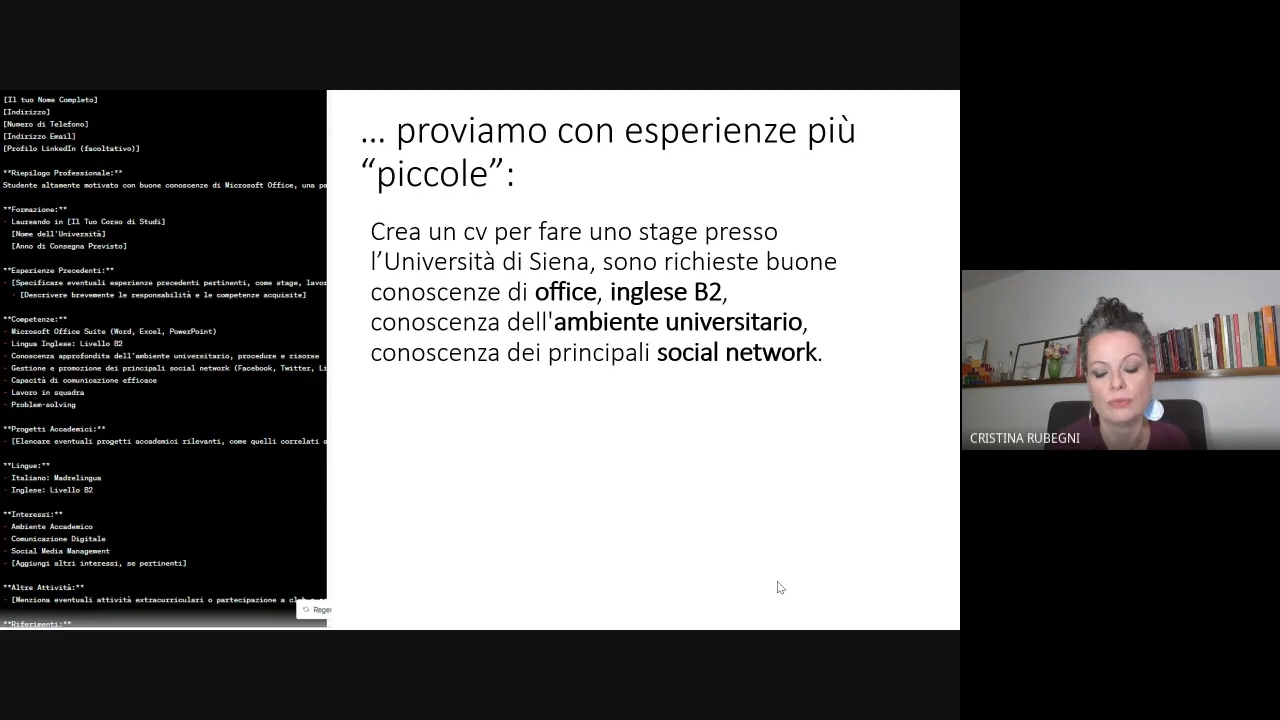 [Il tuo Nome Completo]
[Indirizzo]
[Numero di Telefono]
[Indirizzo Email]
[Profilo LinkedIn (facoltativo)]
**Riepilogo Professionale:**
Studente altamente motivato con buone conoscenze di Microsoft Office, una
**Formazione:**
- Laureando in [Il Tuo Corso di Studi]
[Nome dell'Università]
[Anno di Consegna Previsto]
**Esperienze Precedenti:**
- [Specificare eventuali esperienze precedenti pertinenti, come stage,
- [Descrivere brevemente le responsabilità e le competenze acquisite]
**Competenze:**
- Microsoft Office Suite (Word, Excel, PowerPoint)
- Lingua Inglese: Livello B2
- Conoscenza approfondita dell'ambiente universitario, procedure e risorse
- Gestione e promozione dei principali social network (Facebook, Twitter,
- Capacità di comunicazione efficace
- Lavoro in squadra
- Problem-solving
**Progetti Accademici:**
- [Elencare eventuali progetti accademici rilevanti, come quelli correlati
**Lingue:**
- Italiano: Madrelingua
- Inglese: Livello B2
**Interessi:**
- Ambiente Accademico
- Comunicazione Digitale
- Social Media Management
- [Aggiungi altri interessi, se pertinenti]
**Altre Attività:**
- [Menziona eventuali attività extracurriculari o partecipazione a
**Riferimenti:**
... proviamo con esperienze più
“piccole”:
Crea un cv per fare uno stage presso
l’Università di Siena, sono richieste buone
conoscenze di office, inglese B2,
conoscenza dell'ambiente universitario,
conoscenza dei principali social network.
CRISTINA RUBEGNI